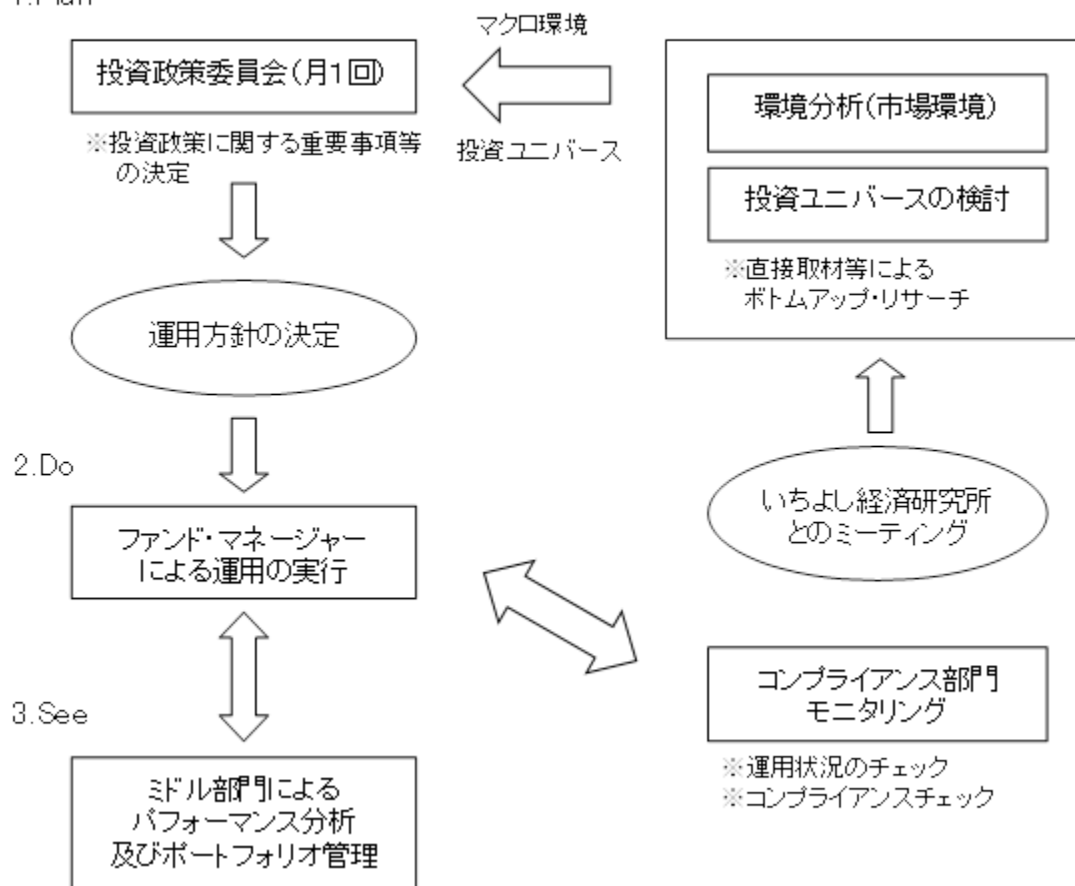 1.Plan
マクロ環境
投資政策委員会(月1回)
※投資政策に関する重要事項等
の決定
投資ユニバース
環境分析(市場環境)
投資ユニバースの検討
※直接取材等による
ボトムアップ・リサーチ
運用方針の決定
2.Do
ファンド・マネージャー
による運用の実行
いちよし経済研究所
とのミーティング
3.See
コンプライアンス部門
モニタリング
※運用状況のチェック
※コンプライアンスチェック
ミドル部門による
パフォーマンス分析
及びポートフォリオ管理